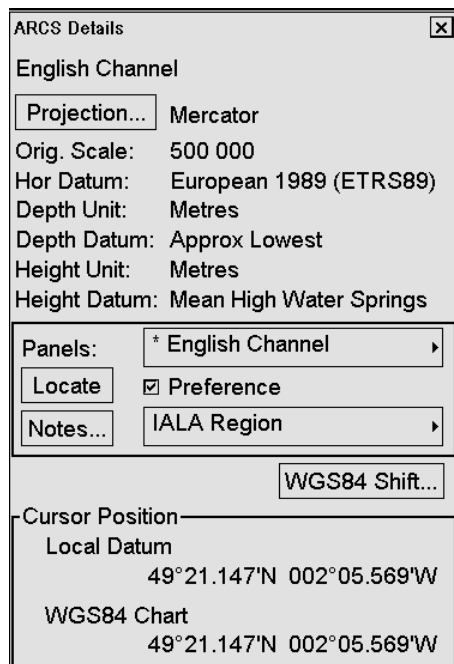 ARCS Details
English Channel
Projection... Mercator
Orig. Scale: 500 000
Hor Datum: European 1989 (ETRS89)
Depth Unit: Metres
Depth Datum: Approx Lowest
Height Unit: Metres
Height Datum: Mean High Water Springs
Panels: * English Channel
Locate Preference
Notes... IALA Region
WGS84 Shift...
Cursor Position
Local Datum
49°21.147'N 002°05.569'W
WGS84 Chart
49°21.147'N 002°05.569'W